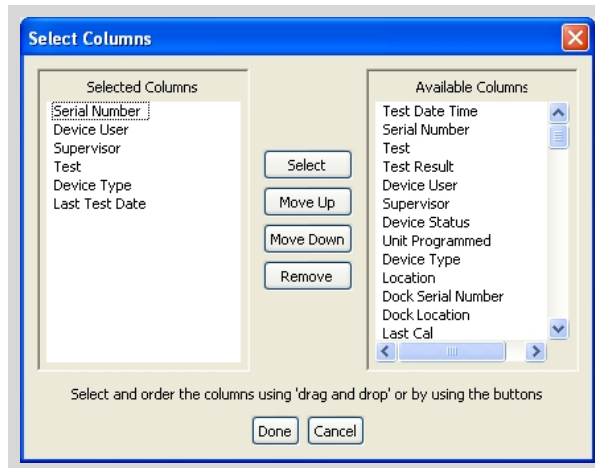 Select Columns
Selected Columns
Serial Number
Device User
Supervisor
Test
Device Type
Last Test Date
Select
Move Up
Move Down
Remove
Available Columns
Test Date Time
Serial Number
Test
Test Result
Device User
Supervisor
Device Status
Unit Programmed
Device Type
Location
Dock Serial Number
Dock Location
Last Cal
Select and order the columns using 'drag and drop' or by using the buttons
Done
Cancel